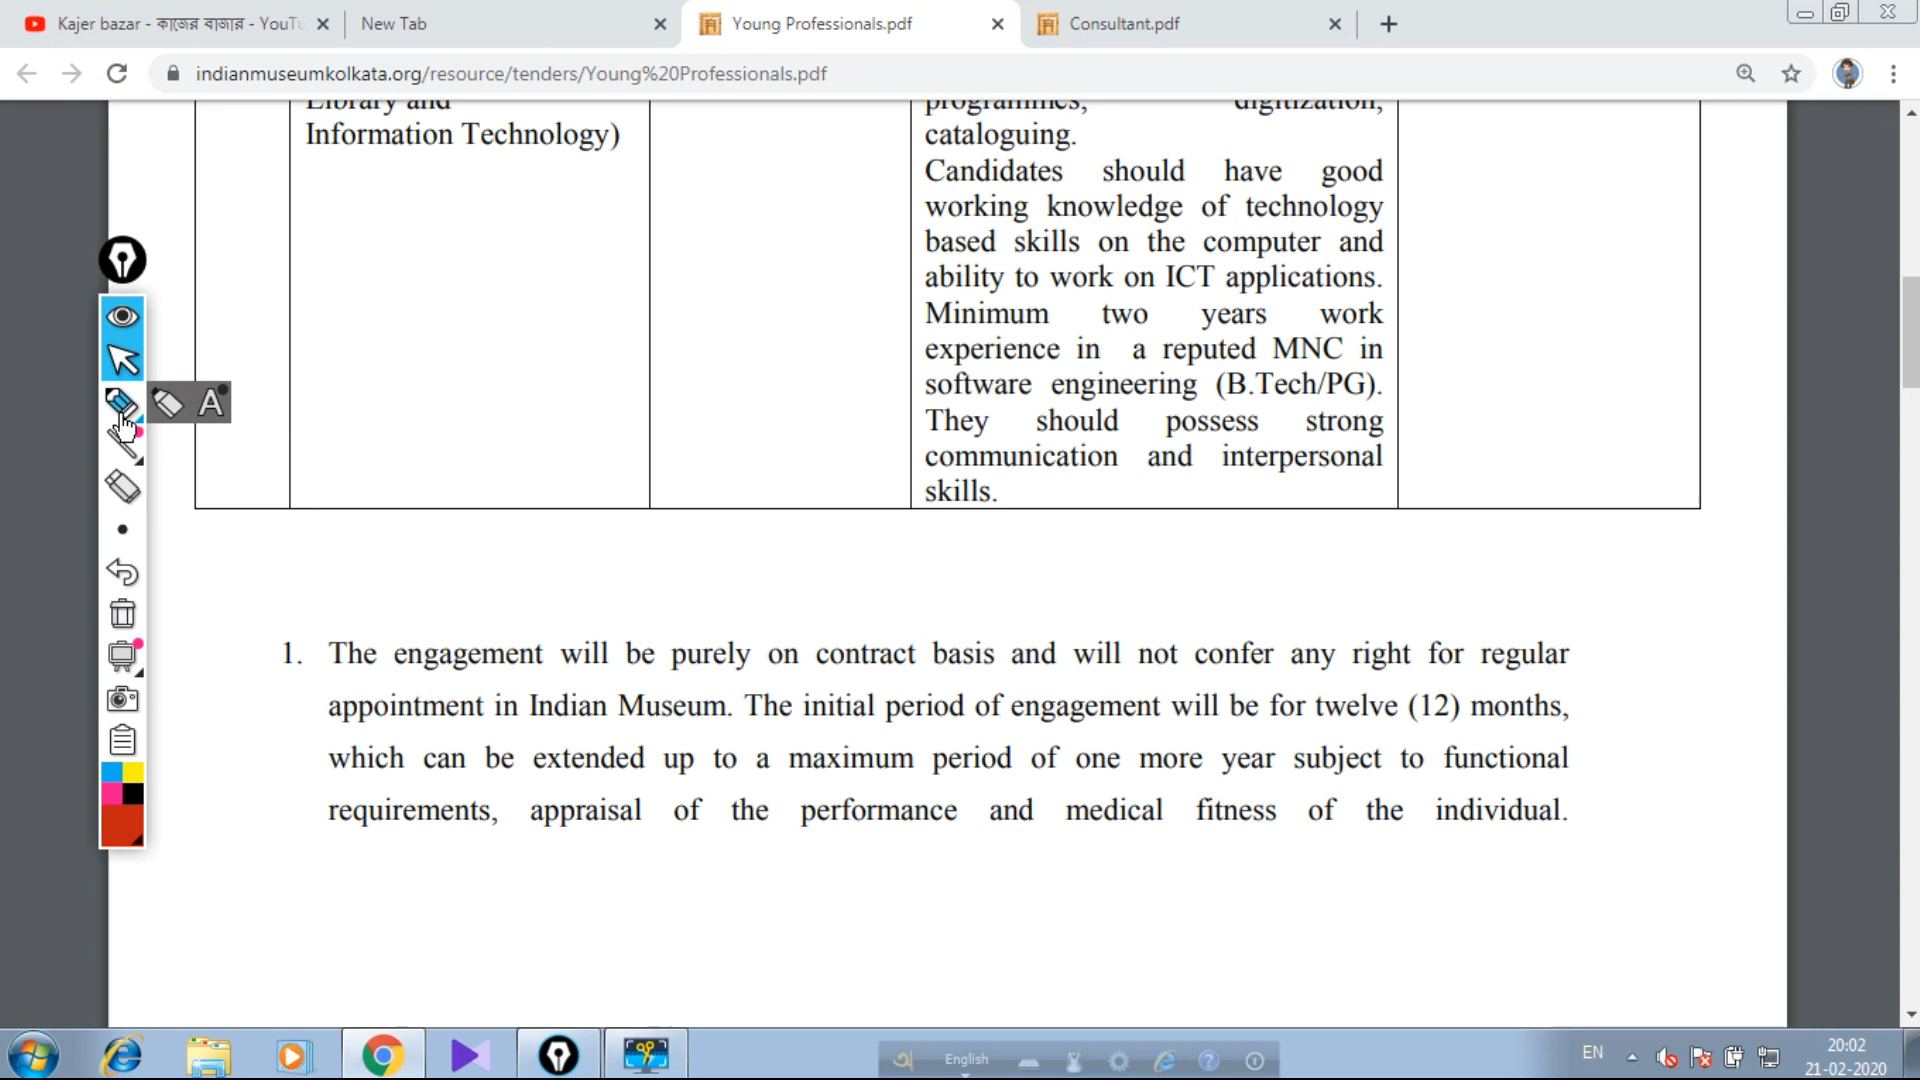 Kajer bazar - কাজের বাজার - YouTu
New Tab
Young Professionals.pdf
Consultant.pdf
indianmuseumkolkata.org/resource/tenders/Young%20Professionals.pdf
Library and
Information Technology)
programmes, digitization,
cataloguing.
Candidates should have good
working knowledge of technology
based skills on the computer and
ability to work on ICT applications.
Minimum two years work
experience in a reputed MNC in
software engineering (B.Tech/PG).
They should possess strong
communication and interpersonal
skills.
A
1. The engagement will be purely on contract basis and will not confer any right for regular
appointment in Indian Museum. The initial period of engagement will be for twelve (12) months,
which can be extended up to a maximum period of one more year subject to functional
requirements, appraisal of the performance and medical fitness of the individual.
অ English
EN
20:02
21-02-2020